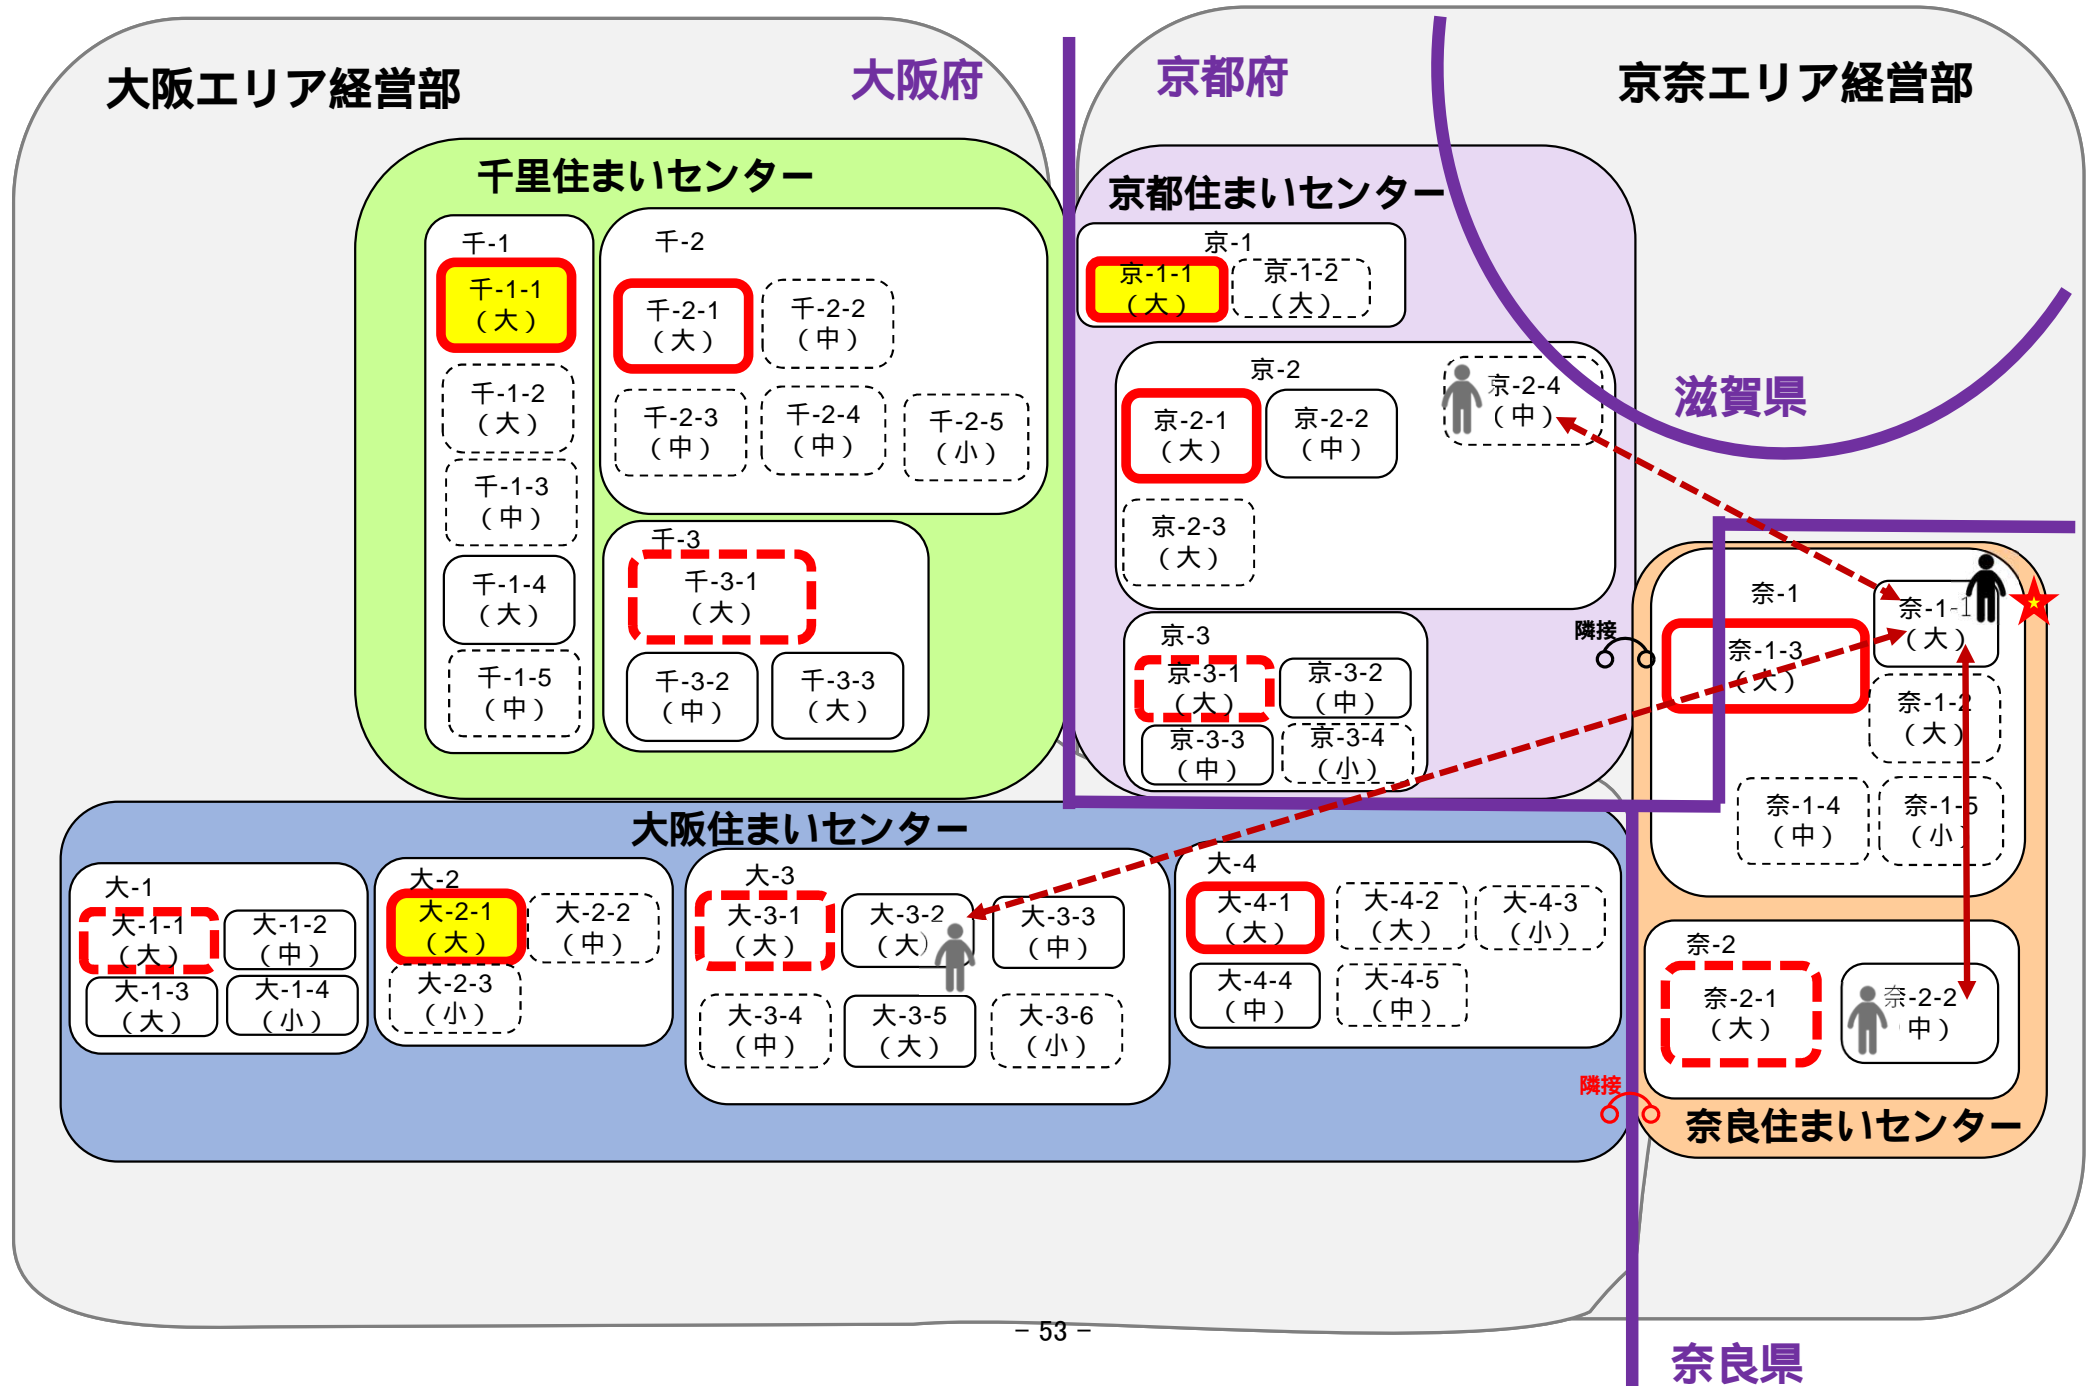 大阪エリア経営部
大阪府
京都府
京奈エリア経営部
千里住まいセンター
千-1
千-1-1
（大）
千-1-2
（大）
千-1-3
（中）
千-1-4
（大）
千-1-5
（中）
千-2
千-2-1
（大）
千-2-2
（中）
千-2-3
（中）
千-2-4
（中）
千-2-5
（小）
千-3
千-3-1
（大）
千-3-2
（中）
千-3-3
（大）
京都住まいセンター
京-1
京-1-1
（大）
京-1-2
（大）
京-2
京-2-1
（大）
京-2-2
（中）
京-2-4
（中）
京-2-3
（大）
京-3
京-3-1
（大）
京-3-2
（中）
京-3-3
（中）
京-3-4
（小）
滋賀県
隣接
奈-1
奈-1-1
（大）
奈-1-3
（大）
奈-1-2
（大）
奈-1-4
（中）
奈-1-5
（小）
奈-2
奈-2-1
（大）
奈-2-2
中）
奈良住まいセンター
大阪住まいセンター
大-1
大-1-1
（大）
大-1-2
（中）
大-1-3
（大）
大-1-4
（小）
大-2
大-2-1
（大）
大-2-2
（中）
大-2-3
（小）
大-3
大-3-1
（大）
大-3-2
（大）
大-3-3
（中）
大-3-4
（中）
大-3-5
（大）
大-3-6
（小）
大-4
大-4-1
（大）
大-4-2
（大）
大-4-3
（小）
大-4-4
（中）
大-4-5
（中）
隣接
- 53 -
奈良県